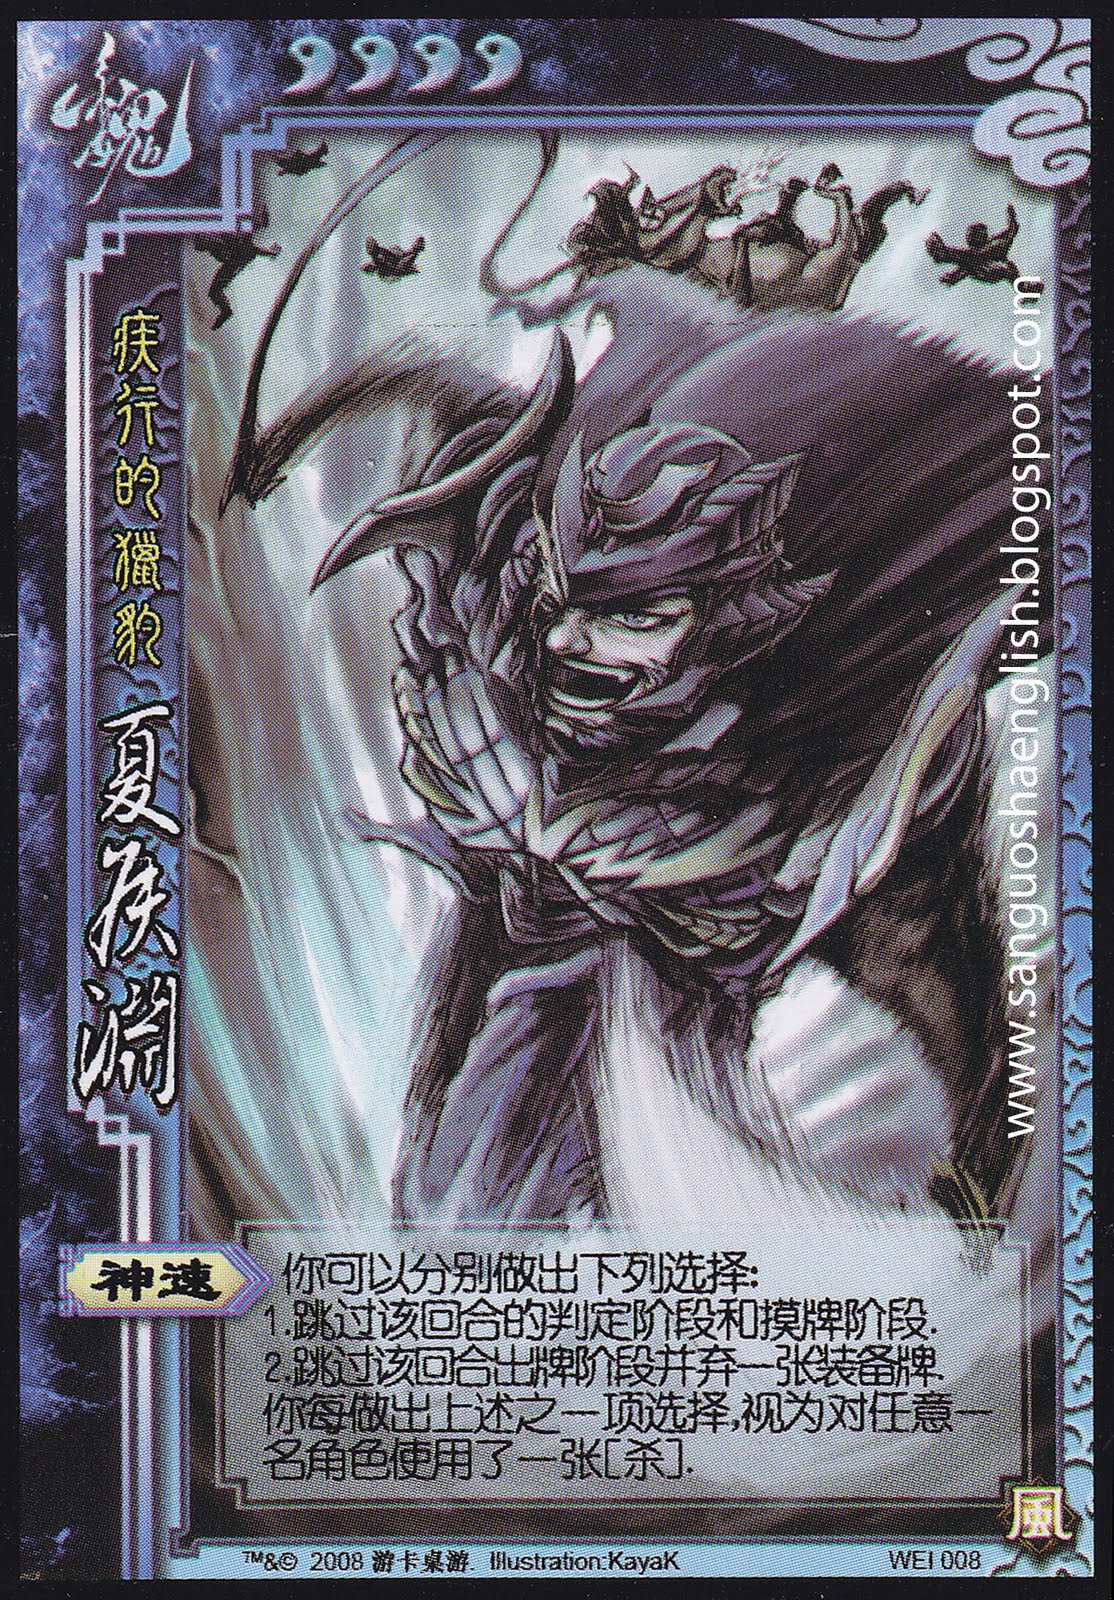 魏
疾行的獵豹
夏侯淵
神速
你可以分别做出下列选择:
1.跳过该回合的判定阶段和摸牌阶段.
2.跳过该回合出牌阶段并弃一张装备牌.
你每做出上述之一项选择,视为对任意一
名角色使用了一张[杀].
風
™&© 2008 游卡桌游. Illustration:KayaK
WEI 008
www.sanguoshaenglish.blogspot.com